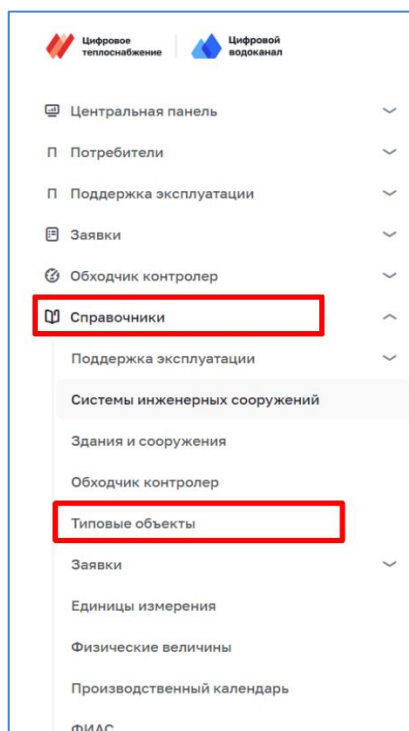 Цифровое
теплоснабжение
Цифровой
водоканал
Центральная панель
П Потребители
П Поддержка эксплуатации
Заявки
Обходчик контролер
Справочники
Поддержка эксплуатации
Системы инженерных сооружений
Здания и сооружения
Обходчик контролер
Типовые объекты
Заявки
Единицы измерения
Физические величины
Производственный календарь
ФИАС